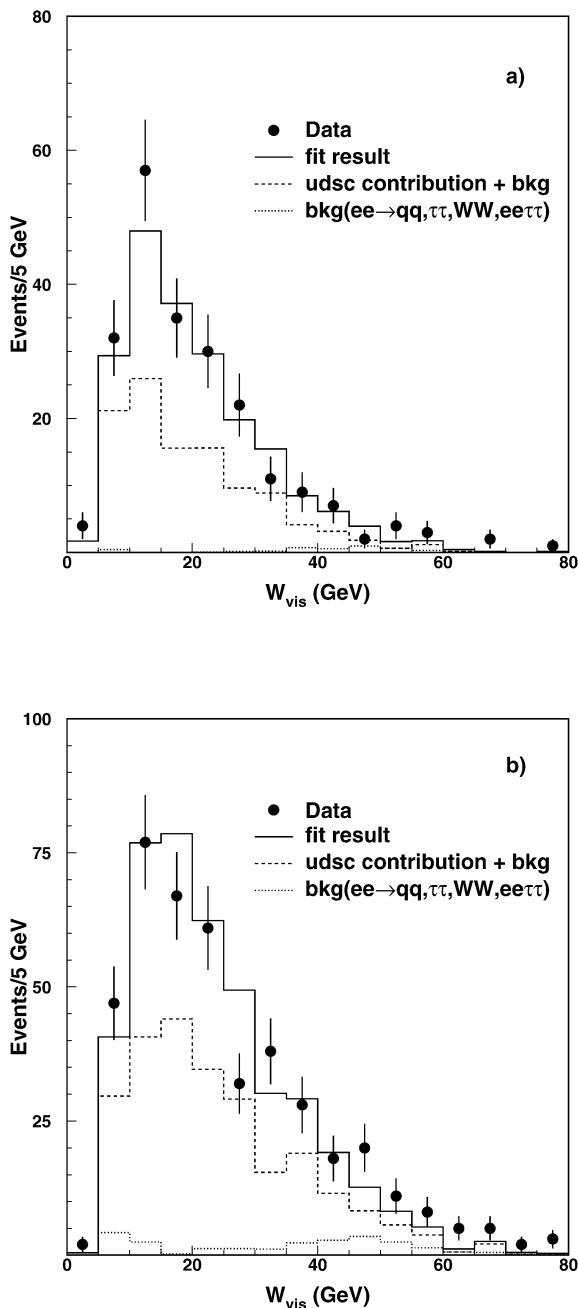 80
a)
Data
60
fit result
udsc contribution + bkg
bkg(ee→qq,ττ,WW,eeττ)
Events/5 GeV
40
20
0 20 40 60 80
W_vis (GeV)
100
b)
Data
fit result
75
udsc contribution + bkg
bkg(ee→qq,ττ,WW,eeττ)
Events/5 GeV
50
25
0 20 40 60 80
W_vis (GeV)